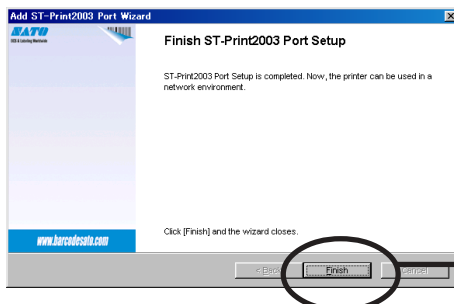 Add ST-Print2003 Port Wizard
SATO
Finish ST-Print2003 Port Setup
ST-Print2003 Port Setup is completed. Now, the printer can be used in a
network environment.
Click [Finish] and the wizard closes.
www.barcodesato.com
< Back
Finish
Cancel